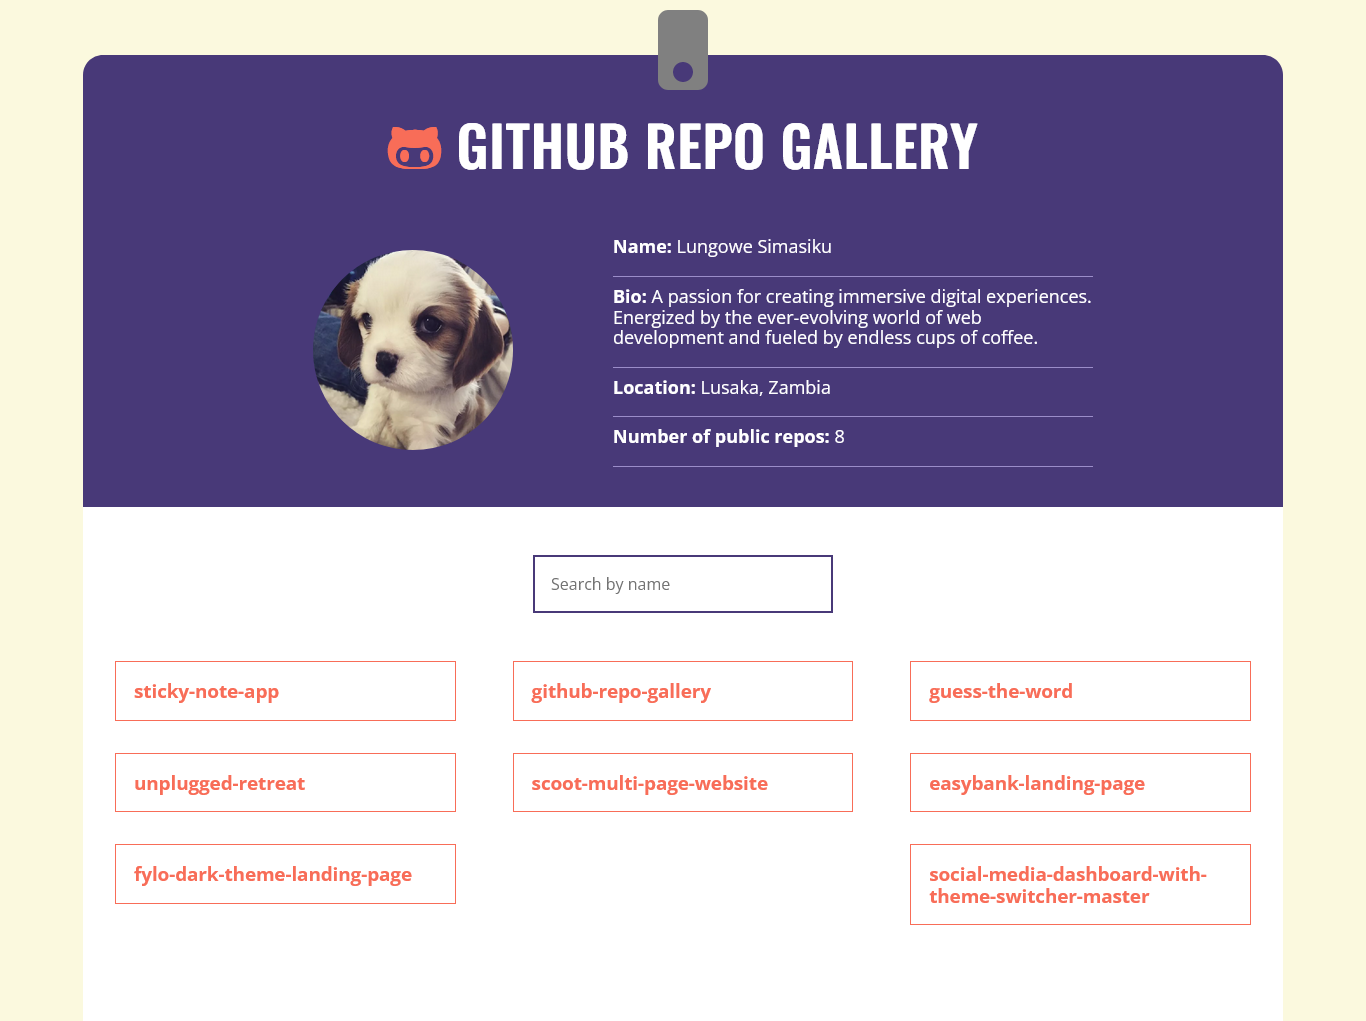 GITHUB REPO GALLERY
Name: Lungowe Simasiku
Bio: A passion for creating immersive digital experiences.
Energized by the ever-evolving world of web
development and fueled by endless cups of coffee.
Location: Lusaka, Zambia
Number of public repos: 8
Search by name
sticky-note-app
github-repo-gallery
guess-the-word
unplugged-retreat
scoot-multi-page-website
easybank-landing-page
fylo-dark-theme-landing-page
social-media-dashboard-with-
theme-switcher-master